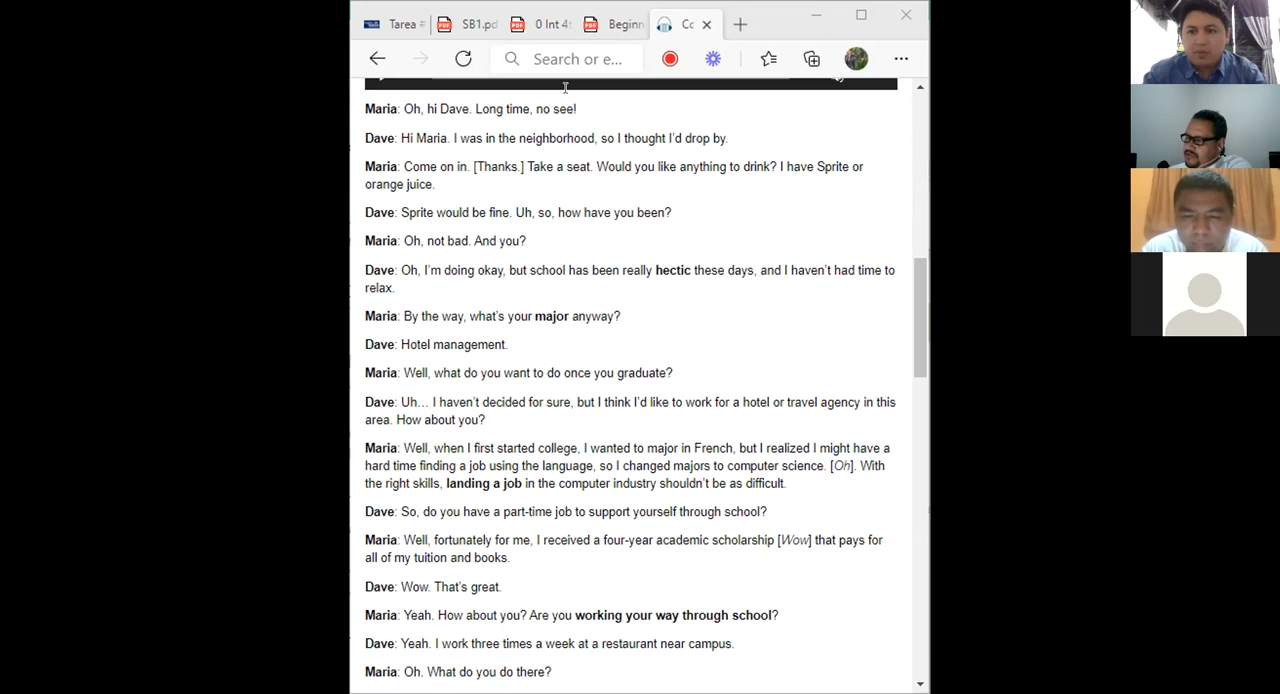 Tarea #
SB1.pd
0 Int 4t
Beginn
Cc
Search or e...
Maria: Oh, hi Dave. Long time, no see!
Dave: Hi Maria. I was in the neighborhood, so I thought I'd drop by.
Maria: Come on in. [Thanks.] Take a seat. Would you like anything to drink? I have Sprite or
orange juice.
Dave: Sprite would be fine. Uh, so, how have you been?
Maria: Oh, not bad. And you?
Dave: Oh, I'm doing okay, but school has been really hectic these days, and I haven't had time to
relax.
Maria: By the way, what's your major anyway?
Dave: Hotel management.
Maria: Well, what do you want to do once you graduate?
Dave: Uh… I haven't decided for sure, but I think I'd like to work for a hotel or travel agency in this
area. How about you?
Maria: Well, when I first started college, I wanted to major in French, but I realized I might have a
hard time finding a job using the language, so I changed majors to computer science. [Oh]. With
the right skills, landing a job in the computer industry shouldn't be as difficult.
Dave: So, do you have a part-time job to support yourself through school?
Maria: Well, fortunately for me, I received a four-year academic scholarship [Wow] that pays for
all of my tuition and books.
Dave: Wow. That's great.
Maria: Yeah. How about you? Are you working your way through school?
Dave: Yeah. I work three times a week at a restaurant near campus.
Maria: Oh. What do you do there?